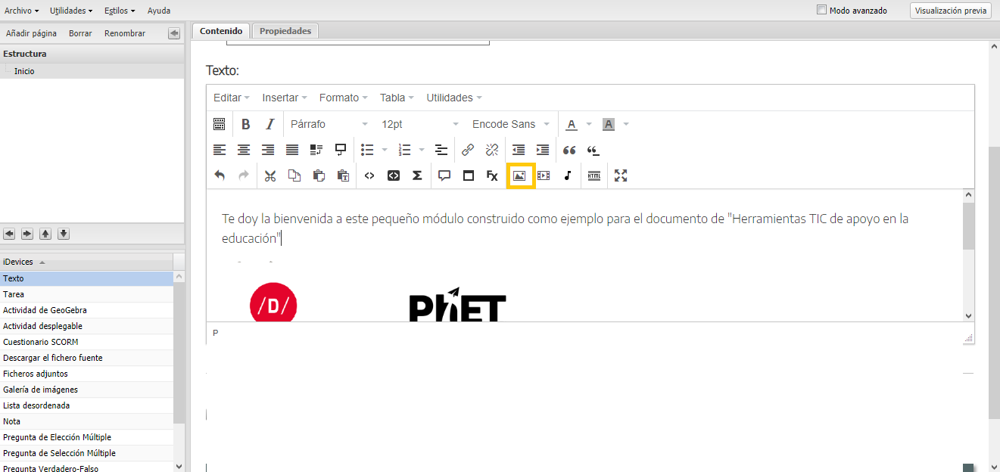 Archivo Utilidades Estilos Ayuda
Modo avanzado Visualización previa
Añadir página Borrar Renombrar
Contenido Propiedades
Estructura
Inicio
Texto:
Editar Insertar Formato Tabla Utilidades
B I Párrafo 12pt Encode Sans A A
Fx HTML
Te doy la bienvenida a este pequeño módulo construido como ejemplo para el documento de "Herramientas TIC de apoyo en la
educación"
/D/ PhET
P
iDevices
Texto
Tarea
Actividad de GeoGebra
Actividad desplegable
Cuestionario SCORM
Descargar el fichero fuente
Ficheros adjuntos
Galería de imágenes
Lista desordenada
Nota
Pregunta de Elección Múltiple
Pregunta de Selección Múltiple
Pregunta Verdadero-Falso